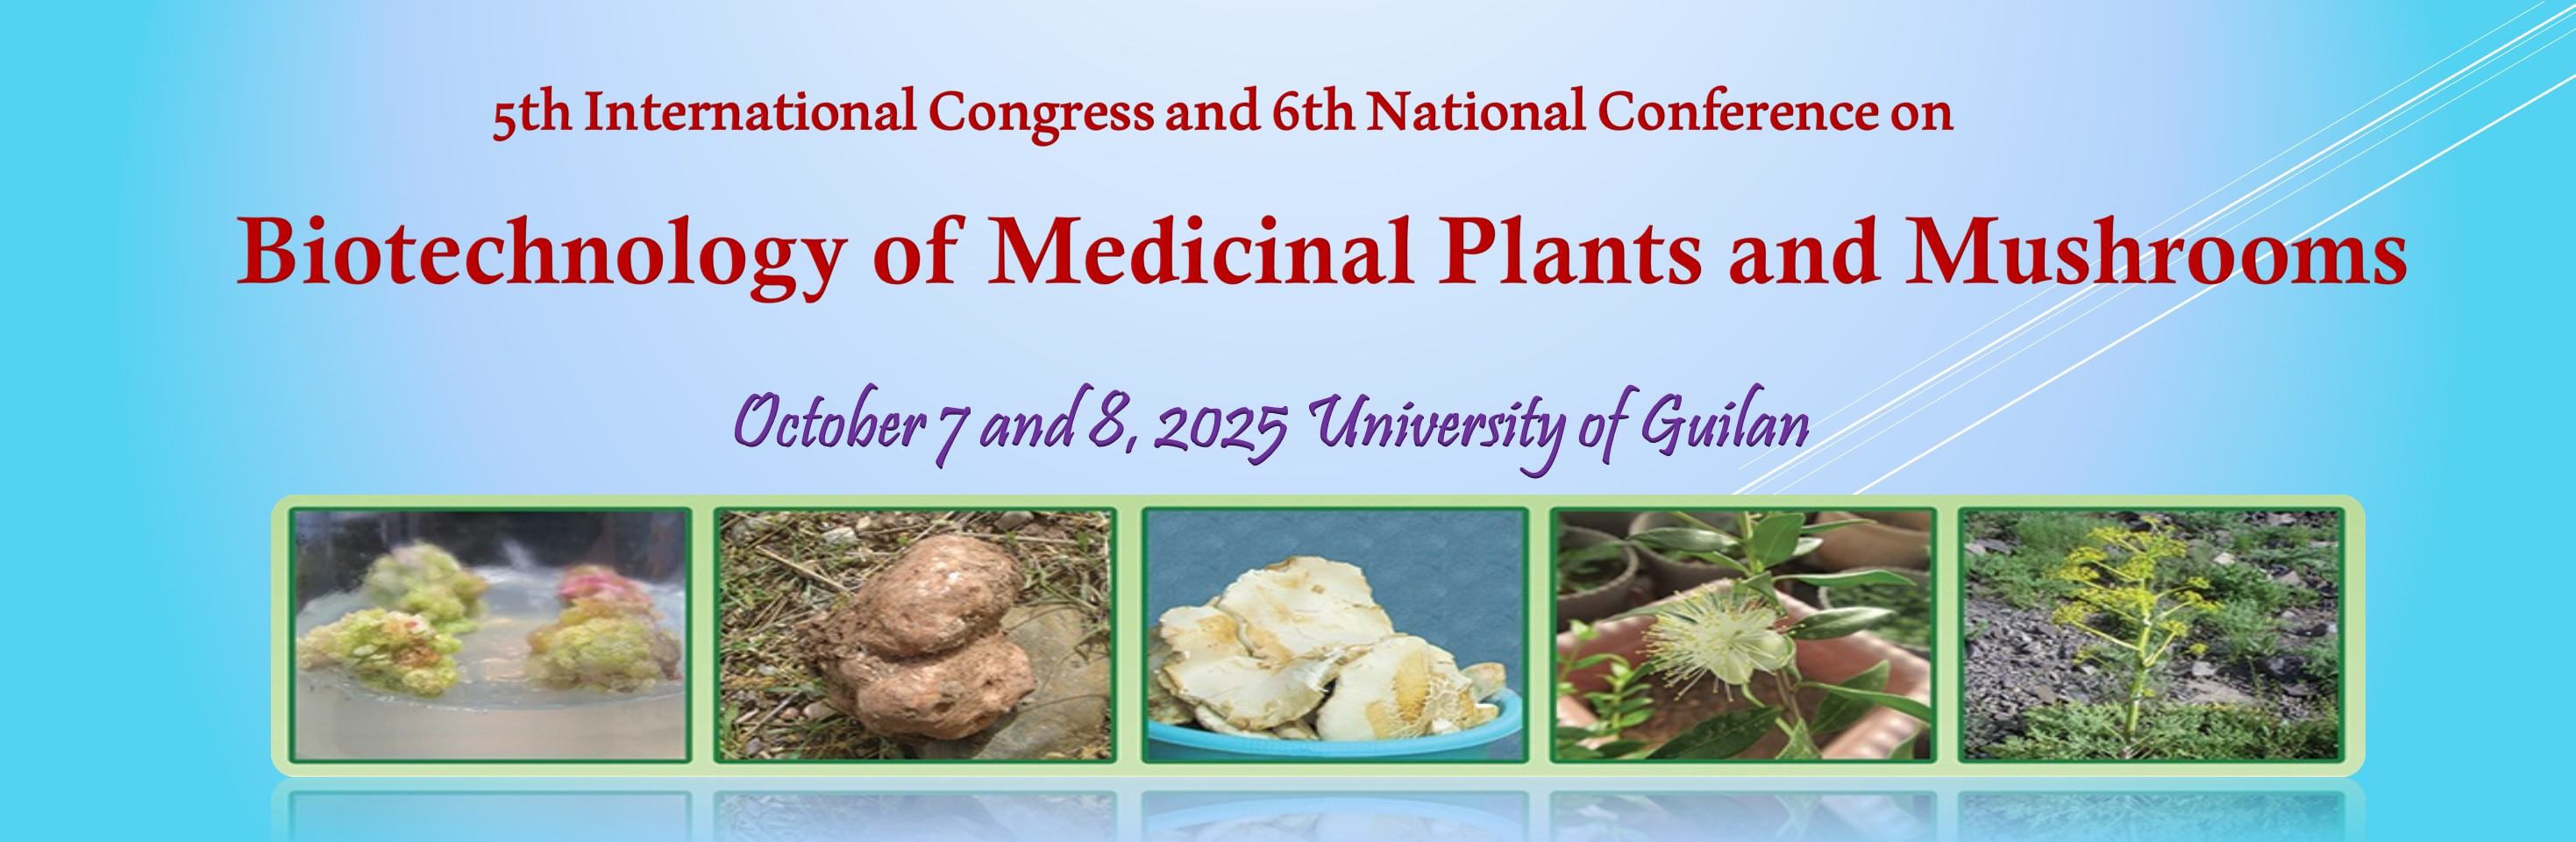 5th International Congress and 6th National Conference on
Biotechnology of Medicinal Plants and Mushrooms
October 7 and 8, 2025 University of Guilan